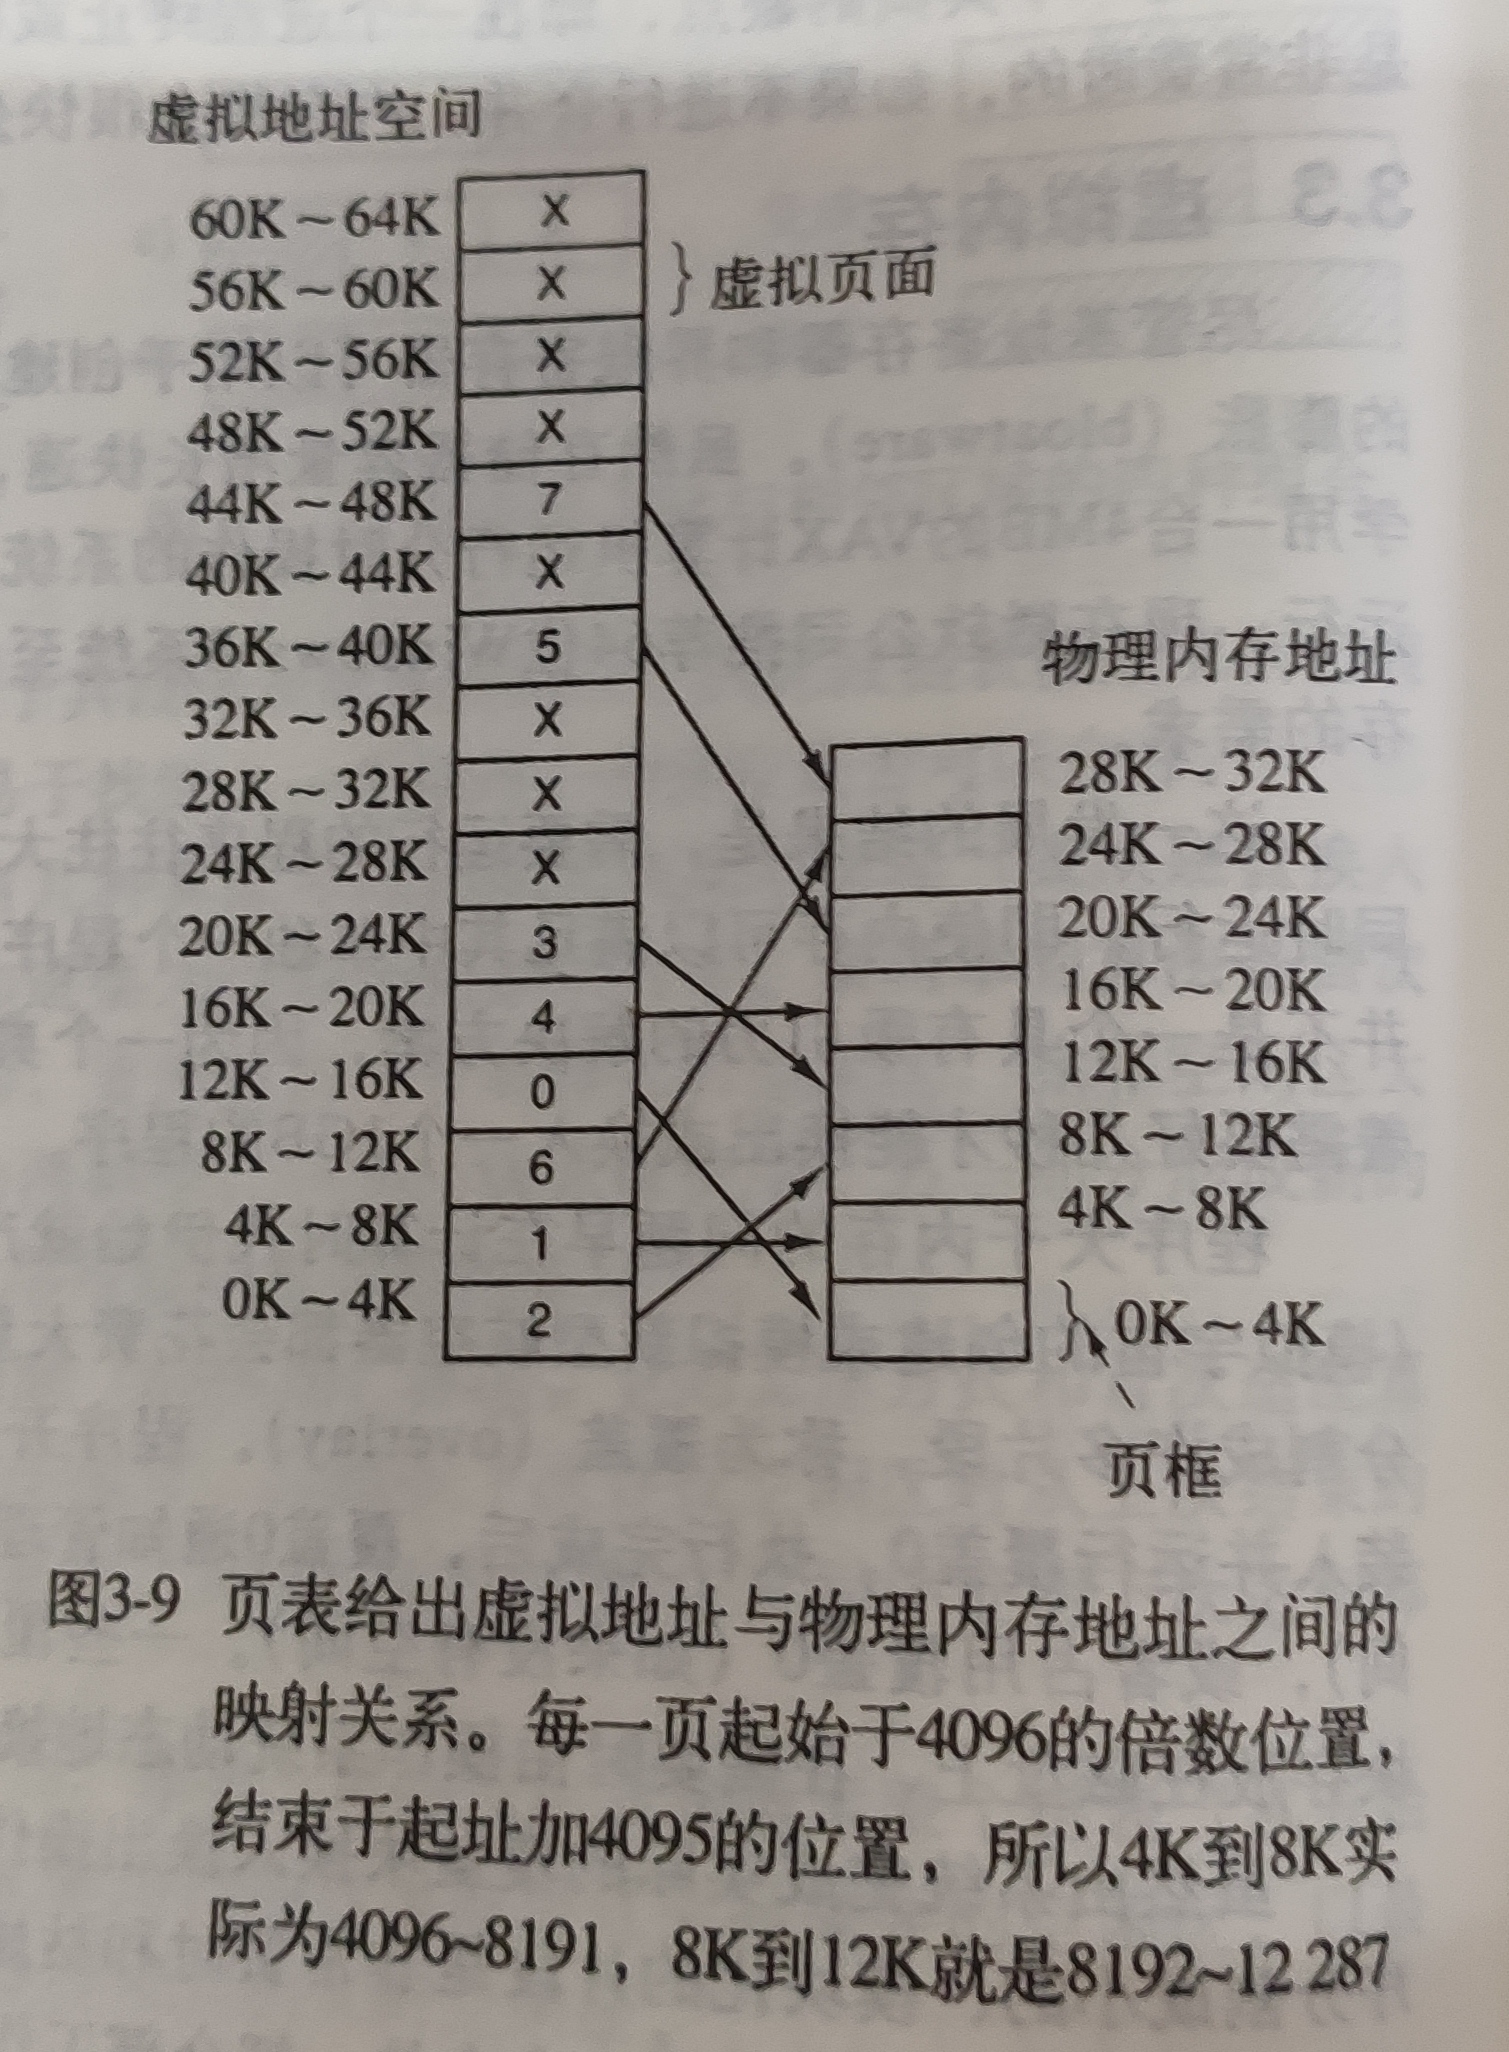 虚拟地址空间
60K～64K X
56K～60K X }虚拟页面
52K～56K X
48K～52K X
44K～48K 7
40K～44K X
36K～40K 5
32K～36K X
28K～32K X
24K～28K X
20K～24K 3
16K～20K 4
12K～16K 0
8K～12K 6
4K～8K 1
0K～4K 2
物理内存地址
28K～32K
24K～28K
20K～24K
16K～20K
12K～16K
8K～12K
4K～8K
}0K～4K
页框
图3-9 页表给出虚拟地址与物理内存地址之间的
映射关系。每一页起始于4096的倍数位置，
结束于起址加4095的位置，所以4K到8K实
际为4096~8191，8K到12K就是8192~12 287